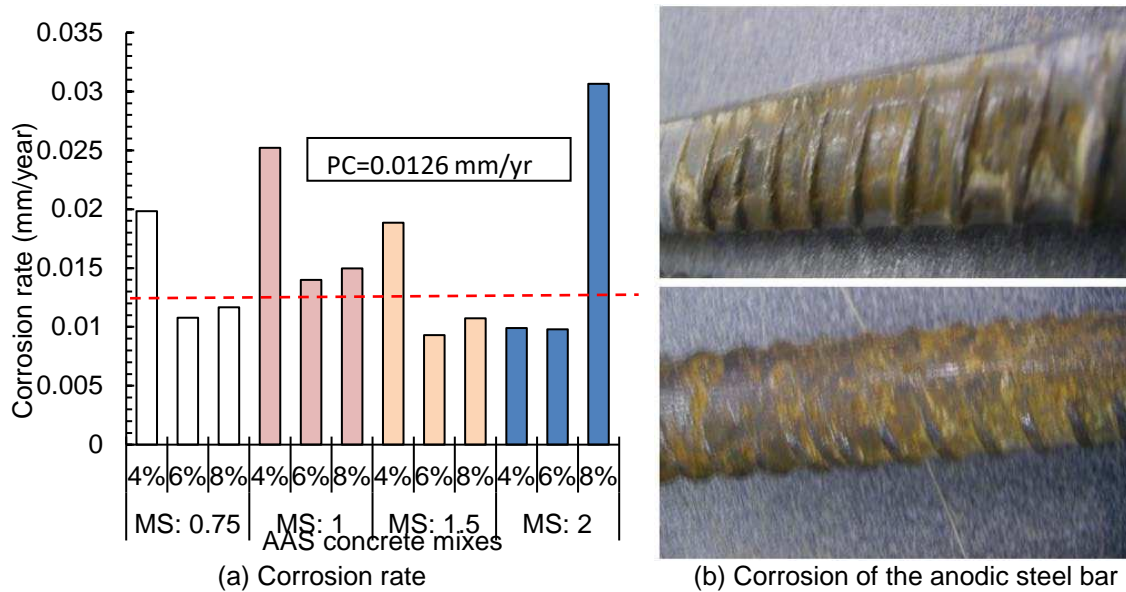 0.035
0.03
0.025
0.02
0.015
0.01
0.005
0
Corrosion rate (mm/year)
PC=0.0126 mm/yr
4% 6% 8% 4% 6% 8% 4% 6% 8% 4% 6% 8%
MS: 0.75 MS: 1 MS: 1.5 MS: 2
AAS concrete mixes
(a) Corrosion rate
(b) Corrosion of the anodic steel bar